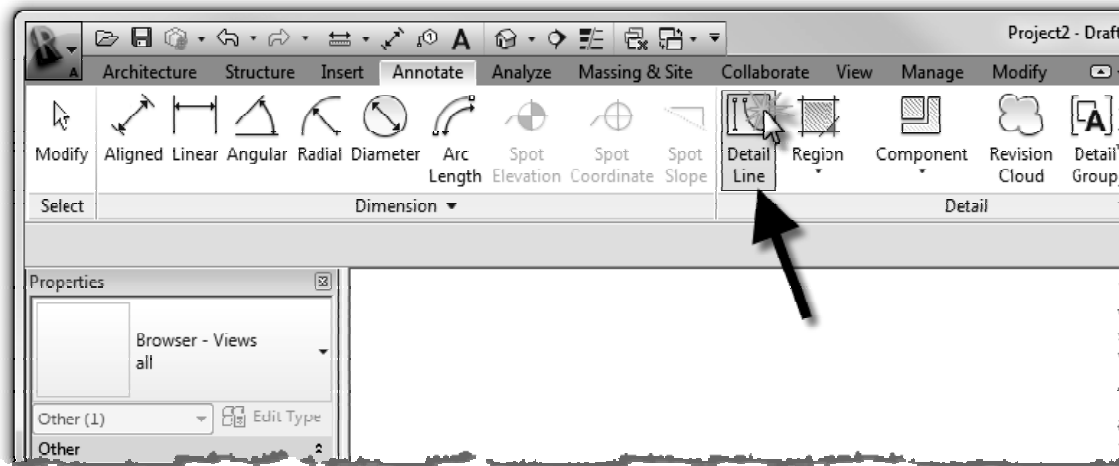 Project2 - Draft
Architecture Structure Insert Annotate Analyze Massing & Site Collaborate View Manage Modify
Modify Aligned Linear Angular Radial Diameter Arc Length Spot Elevation Spot Coordinate Spot Slope Detail Line Region Component Revision Cloud Detail Group
Select Dimension Detail
Properties
Browser - Views
all
Other (1) Edit Type
Other